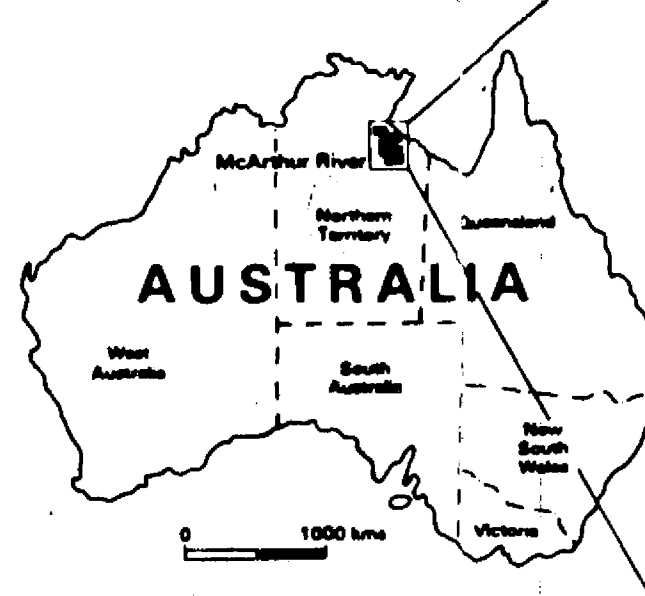 McArthur River
Northern
Territory
Queensland
AUSTRALIA
West
Australia
South
Australia
New
South
Wales
Victoria
0 1000 kms